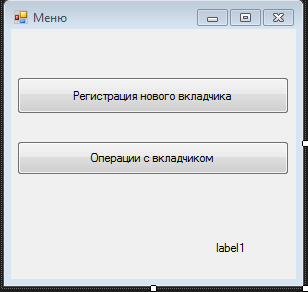 Меню
Регистрация нового вкладчика
Операции с вкладчиком
label1